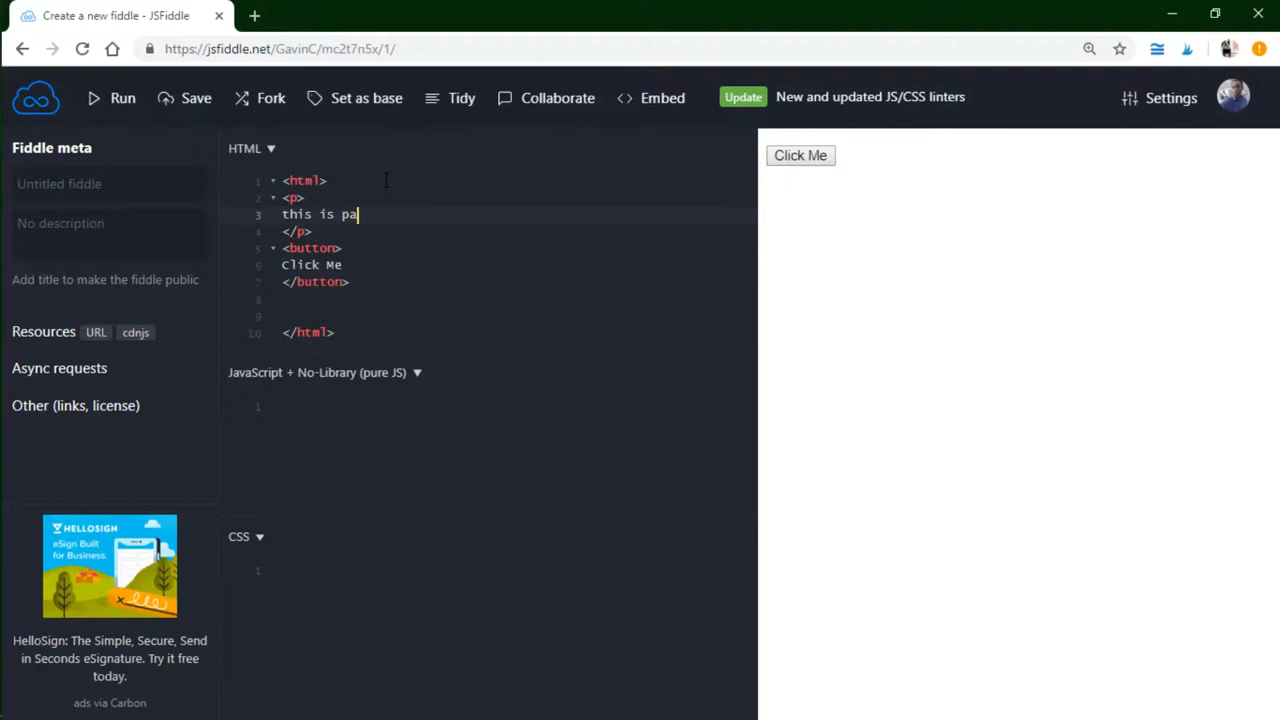 Create a new fiddle - JSFiddle
https://jsfiddle.net/GavinC/mc2t7n5x/1/
Run Save Fork Set as base Tidy Collaborate Embed Update New and updated JS/CSS linters Settings
Fiddle meta
Untitled fiddle
No description
Add title to make the fiddle public
Resources URL cdnjs
Async requests
Other (links, license)
HELLOSIGN
eSign Built
for Business.
HelloSign: The Simple, Secure, Send
in Seconds eSignature. Try it free
today.
ads via Carbon
HTML
1 <html>
2 <p>
3 this is pa
4 </p>
5 <button>
6 Click Me
7 </button>
8
9
10 </html>
JavaScript + No-Library (pure JS)
1
CSS
1
Click Me